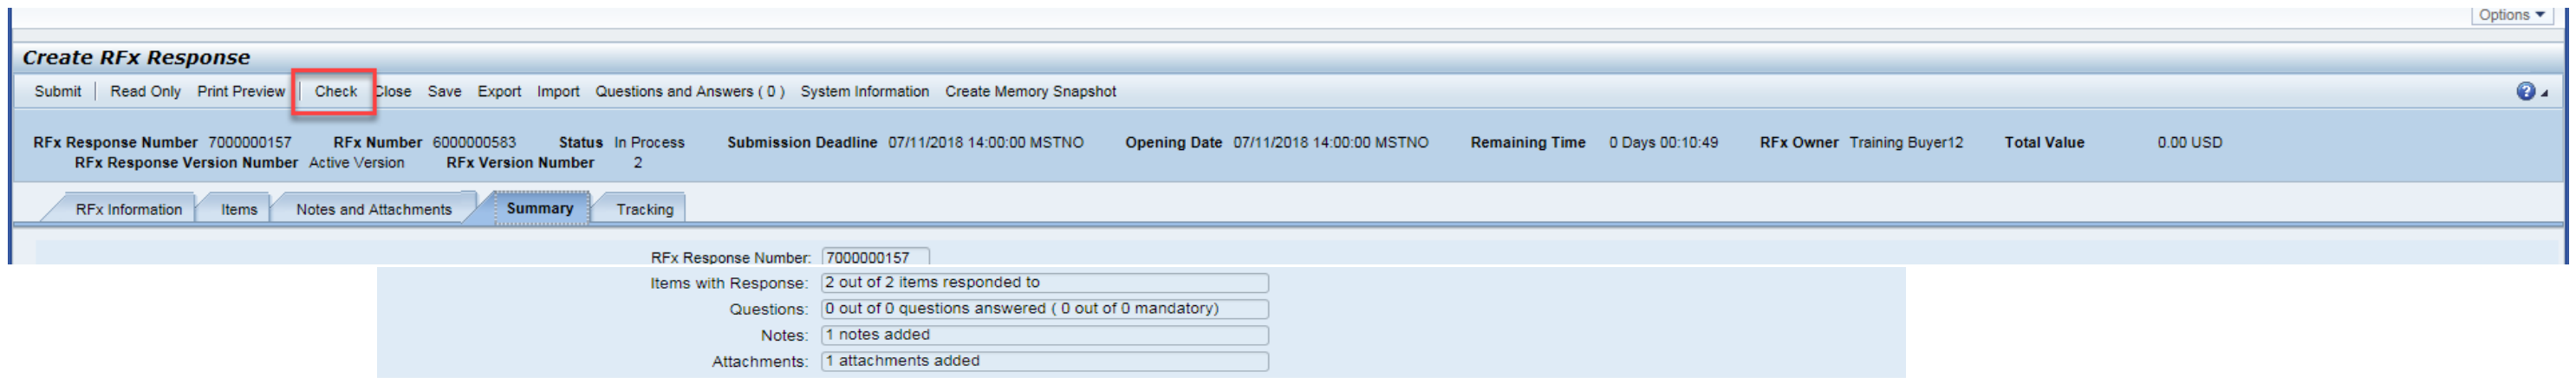 Options
Create RFx Response
Submit Read Only Print Preview Check Close Save Export Import Questions and Answers ( 0 ) System Information Create Memory Snapshot
RFx Response Number 7000000157 RFx Number 6000000583 Status In Process Submission Deadline 07/11/2018 14:00:00 MSTNO Opening Date 07/11/2018 14:00:00 MSTNO Remaining Time 0 Days 00:10:49 RFx Owner Training Buyer12 Total Value 0.00 USD
RFx Response Version Number Active Version RFx Version Number 2
RFx Information Items Notes and Attachments Summary Tracking
RFx Response Number: 7000000157
Items with Response: 2 out of 2 items responded to
Questions: 0 out of 0 questions answered ( 0 out of 0 mandatory)
Notes: 1 notes added
Attachments: 1 attachments added